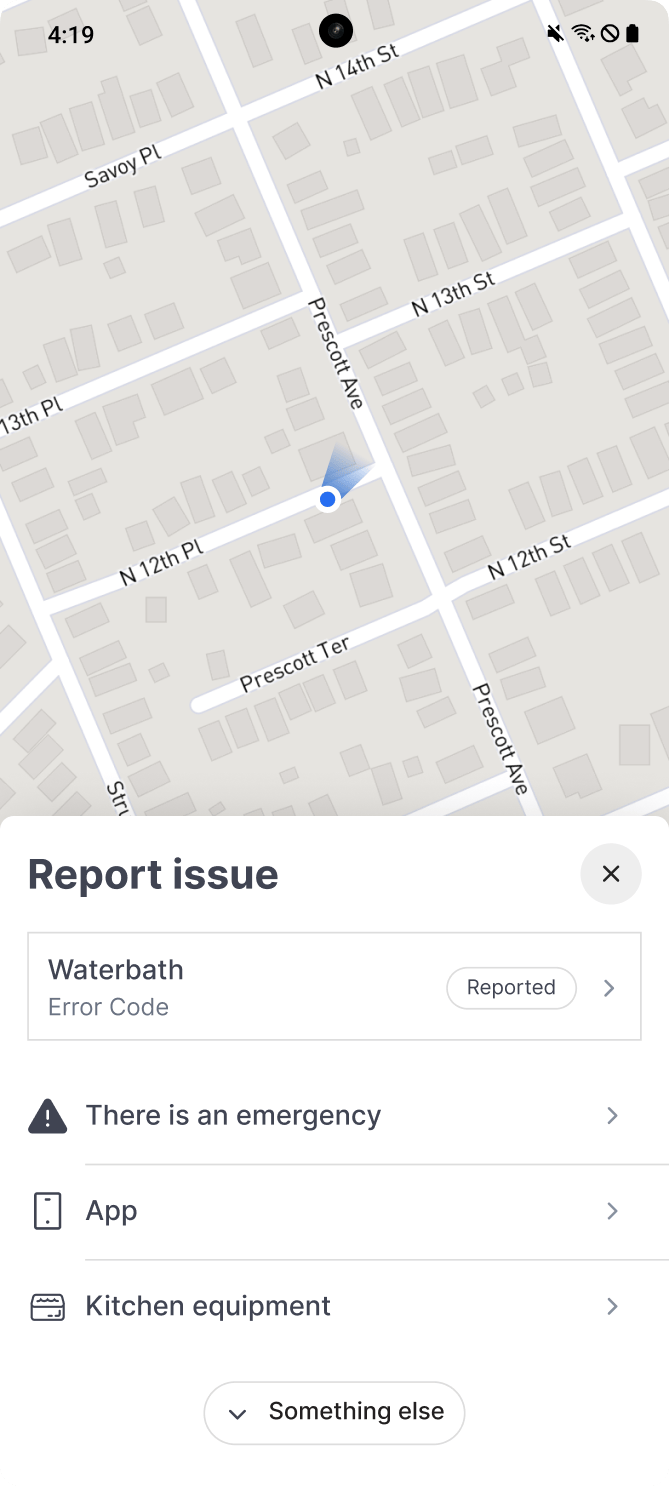 4:19
N 14th St
Savoy Pl
N 13th St
Prescott Ave
13th Pl
N 12th Pl
N 12th St
Prescott Ter
Prescott Ave
Stru
Report issue
Waterbath
Error Code
Reported
There is an emergency
App
Kitchen equipment
Something else